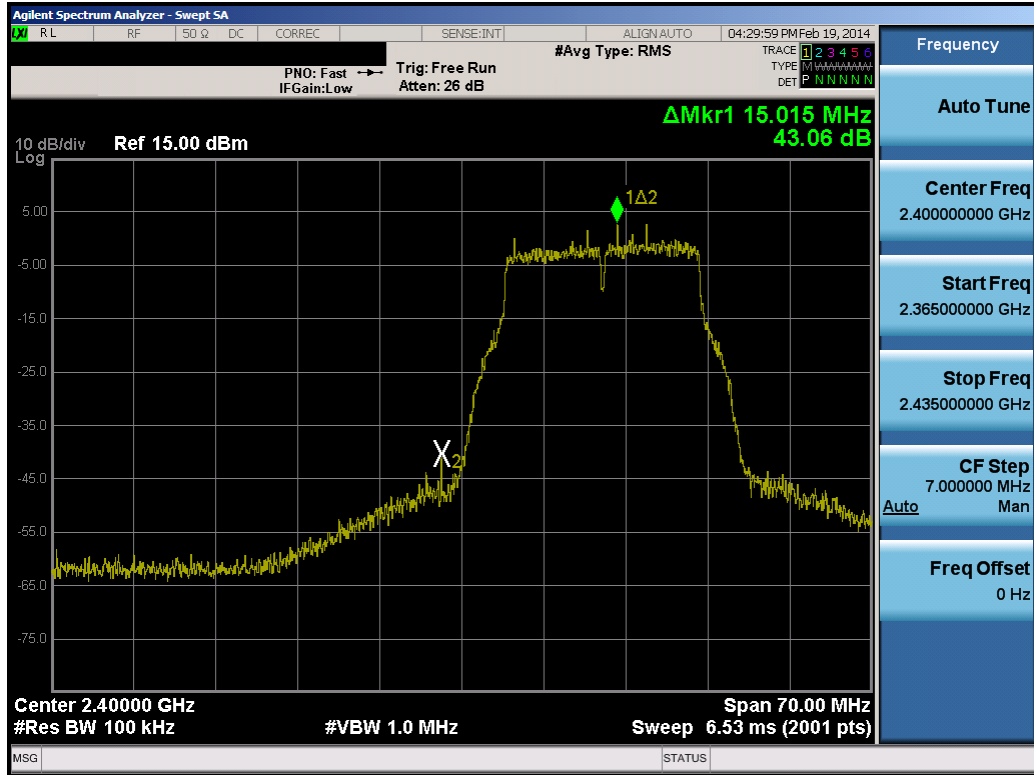 Agilent Spectrum Analyzer - Swept SA
LXI RL RF 50 Ω DC CORREC SENSE:INT ALIGN AUTO 04:29:59 PM Feb 19, 2014
PNO: Fast
IFGain:Low
Trig: Free Run
Atten: 26 dB
#Avg Type: RMS
TRACE 1 2 3 4 5 6
TYPE M WWWWW
DET P N N N N N
ΔMkr1 15.015 MHz
43.06 dB
10 dB/div
Log
Ref 15.00 dBm
5.00
-5.00
-15.0
-25.0
-35.0
-45.0
-55.0
-65.0
-75.0
1Δ2
X2
Center 2.40000 GHz
#Res BW 100 kHz
#VBW 1.0 MHz
Span 70.00 MHz
Sweep 6.53 ms (2001 pts)
MSG
STATUS
Frequency
Auto Tune
Center Freq
2.400000000 GHz
Start Freq
2.365000000 GHz
Stop Freq
2.435000000 GHz
CF Step
7.000000 MHz
Auto Man
Freq Offset
0 Hz